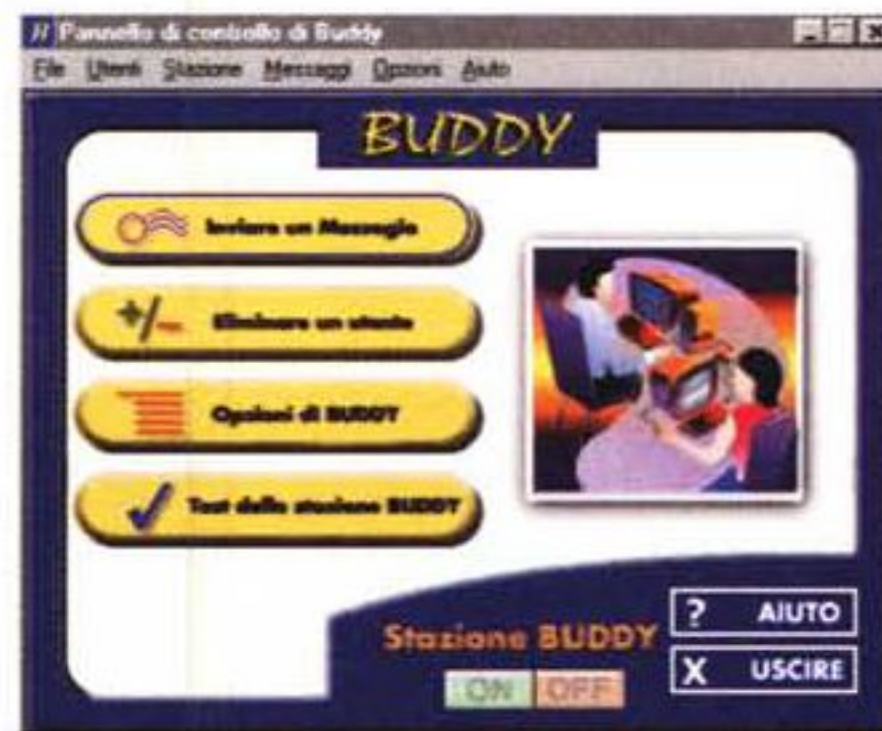 Pannello di controllo di Buddy
File Utenti Stazione Messaggi Opzioni Aiuto
BUDDY
Inviare un Messagio
+/- Eliminare un utente
Opzioni di BUDDY
Test della stazione BUDDY
Stazione BUDDY
ON OFF
? AIUTO
X USCIRE